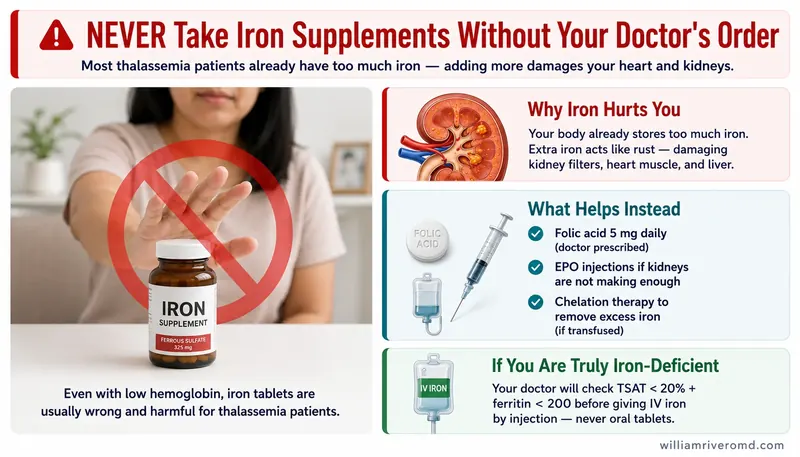 NEVER Take Iron Supplements Without Your Doctor's Order
Most thalassemia patients already have too much iron — adding more damages your heart and kidneys.
IRON
SUPPLEMENT
FERROUS SULFATE
325 mg
Even with low hemoglobin, iron tablets are
usually wrong and harmful for thalassemia patients.
Why Iron Hurts You
Your body already stores too much iron.
Extra iron acts like rust — damaging
kidney filters, heart muscle, and liver.
What Helps Instead
FOLIC
ACID
Folic acid 5 mg daily
(doctor prescribed)
EPO injections if kidneys
are not making enough
Chelation therapy to
remove excess iron
(if transfused)
If You Are Truly Iron-Deficient
IV IRON
Your doctor will check TSAT < 20% +
ferritin < 200 before giving IV iron
by injection — never oral tablets.
williamriveromd.com